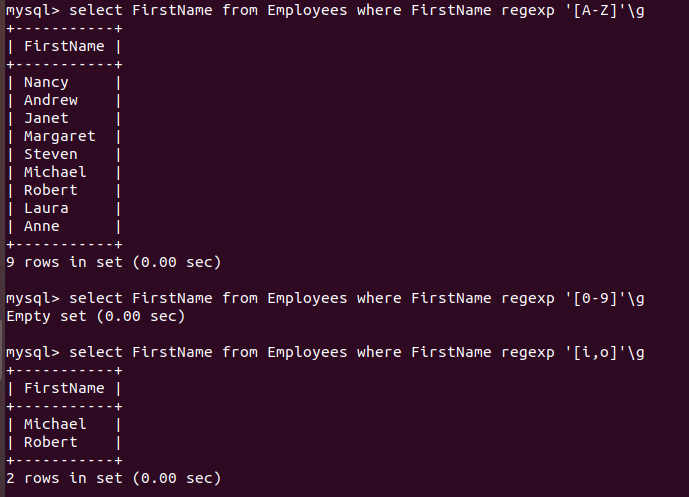 mysql> select FirstName from Employees where FirstName regexp '[A-Z]'\g
+-----------+
| FirstName |
+-----------+
| Nancy     |
| Andrew    |
| Janet     |
| Margaret  |
| Steven    |
| Michael   |
| Robert    |
| Laura     |
| Anne      |
+-----------+
9 rows in set (0.00 sec)
mysql> select FirstName from Employees where FirstName regexp '[0-9]'\g
Empty set (0.00 sec)
mysql> select FirstName from Employees where FirstName regexp '[i,o]'\g
+-----------+
| FirstName |
+-----------+
| Michael   |
| Robert    |
+-----------+
2 rows in set (0.00 sec)